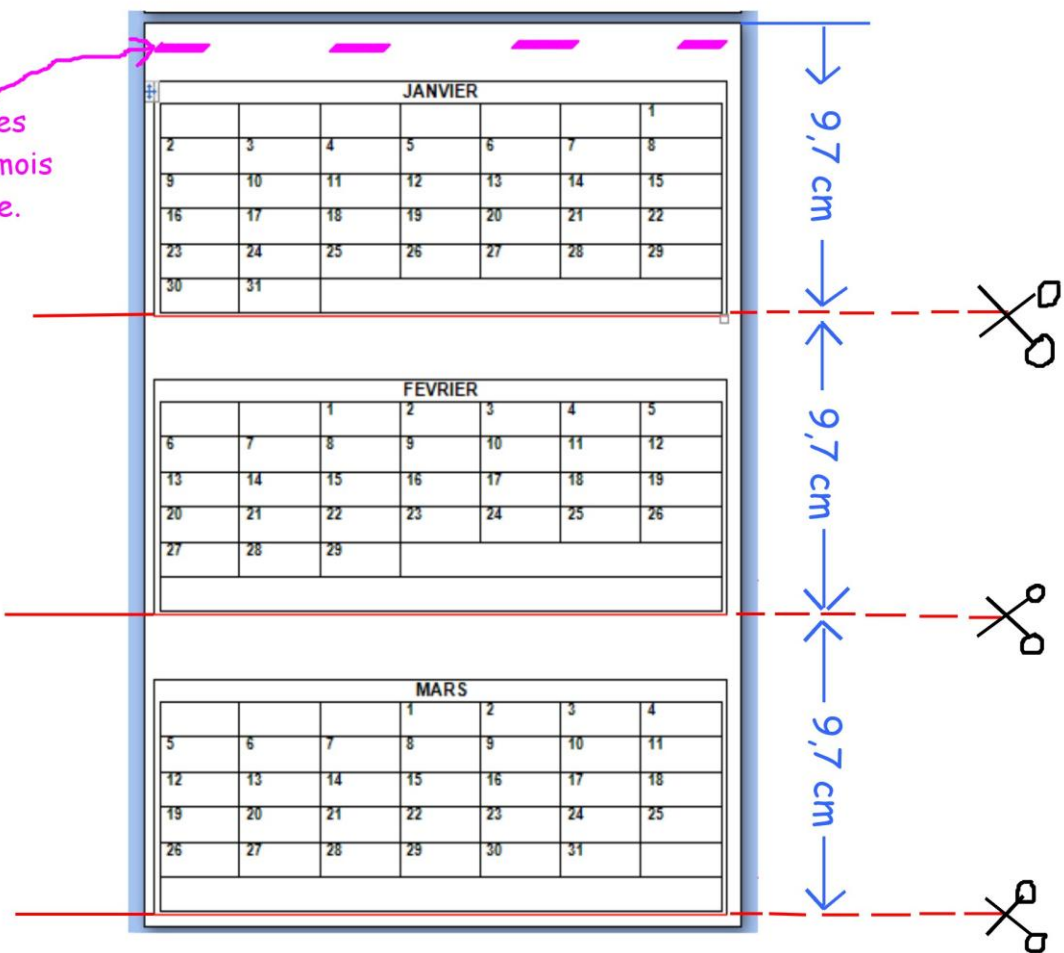 es
mois
e.
JANVIER
1
2 3 4 5 6 7 8
9 10 11 12 13 14 15
16 17 18 19 20 21 22
23 24 25 26 27 28 29
30 31
9,7 cm
FEVRIER
1 2 3 4 5
6 7 8 9 10 11 12
13 14 15 16 17 18 19
20 21 22 23 24 25 26
27 28 29
9,7 cm
MARS
1 2 3 4
5 6 7 8 9 10 11
12 13 14 15 16 17 18
19 20 21 22 23 24 25
26 27 28 29 30 31
9,7 cm